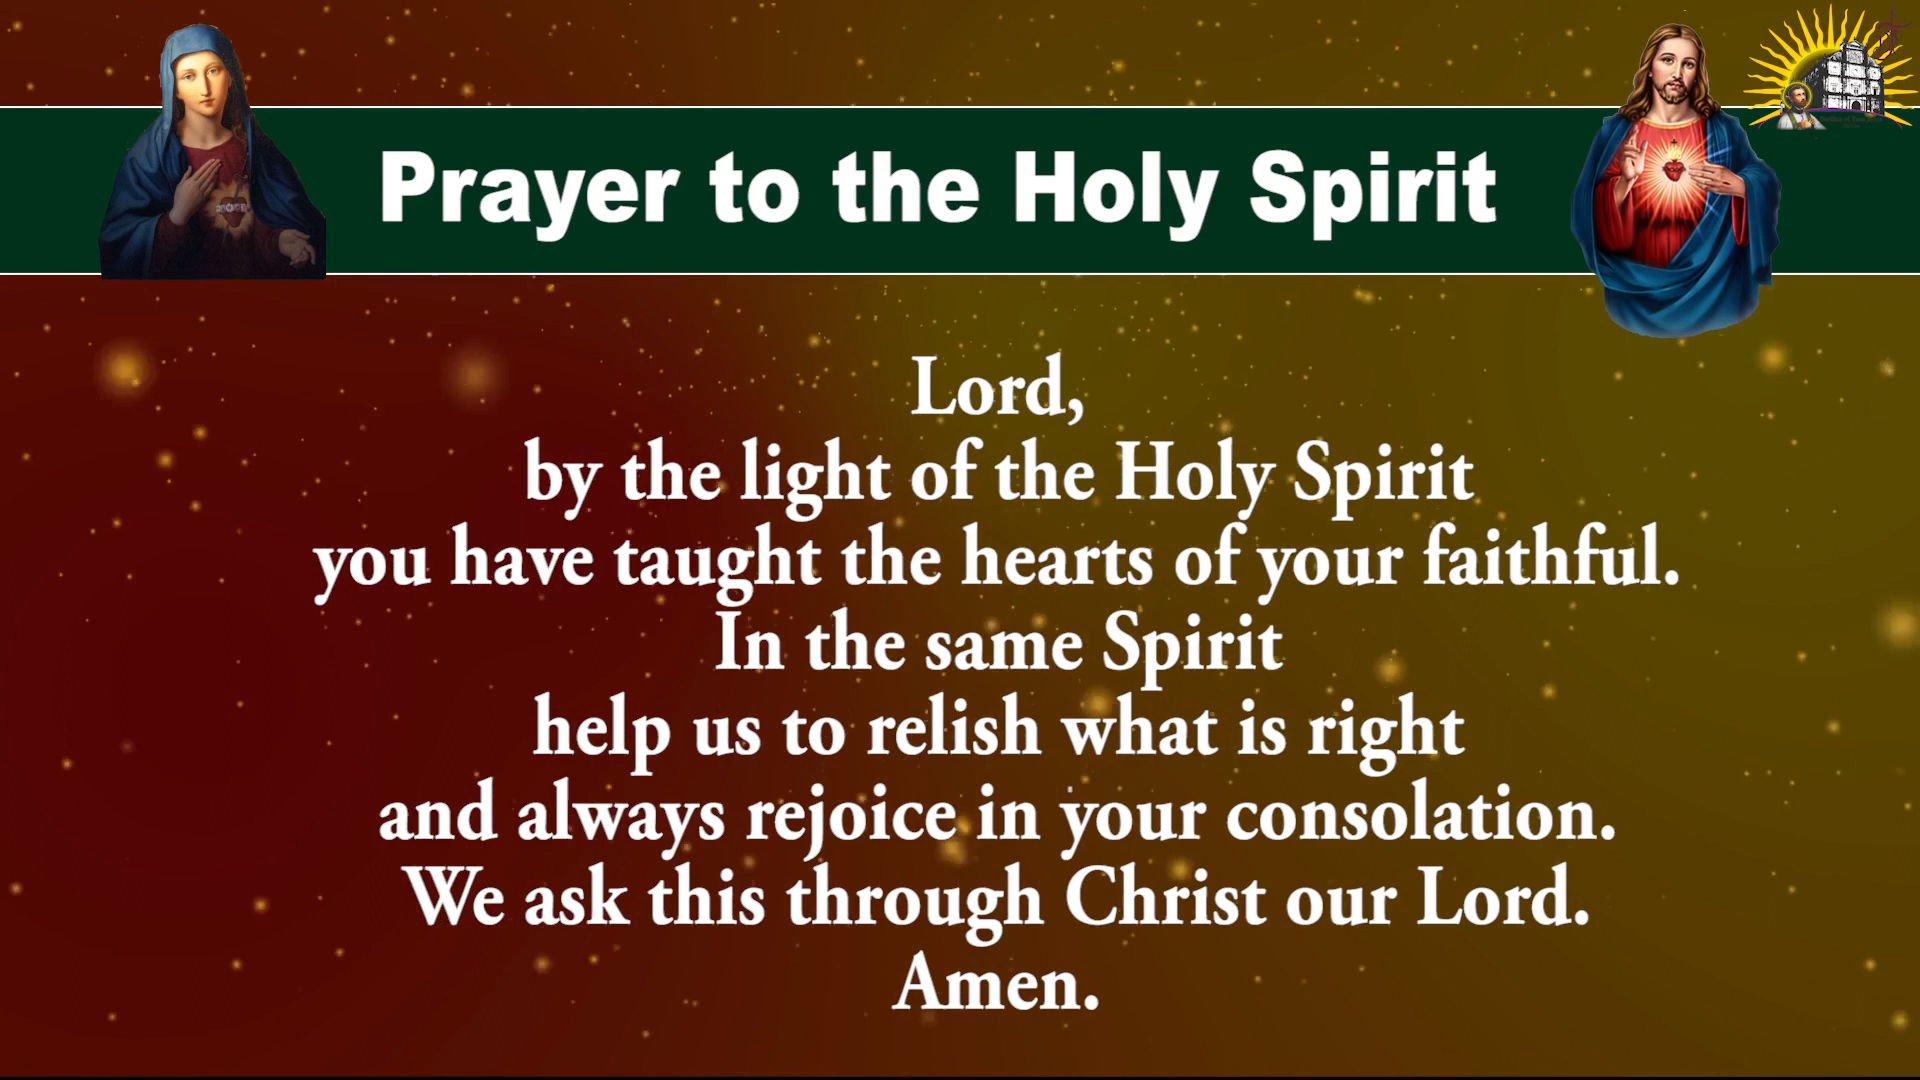 Prayer to the Holy Spirit
Lord,
by the light of the Holy Spirit
you have taught the hearts of your faithful.
In the same Spirit
help us to relish what is right
and always rejoice in your consolation.
We ask this through Christ our Lord.
Amen.